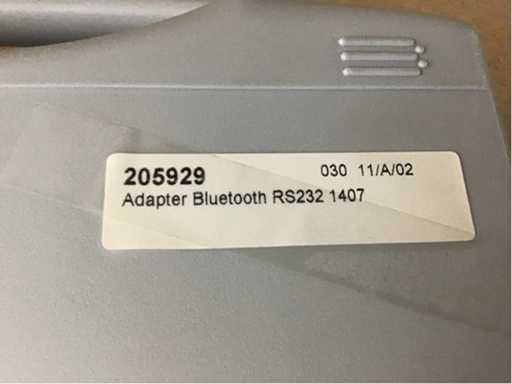 205929 030 11/A/02
Adapter Bluetooth RS232 1407